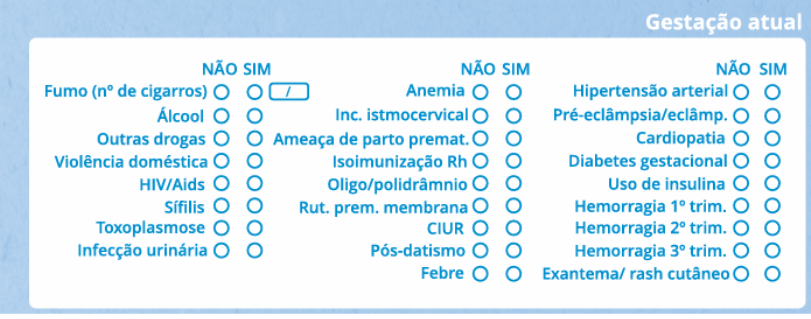 Gestação atual
NÃO SIM
Fumo (nº de cigarros) /
Álcool
Outras drogas
Violência doméstica
HIV/Aids
Sífilis
Toxoplasmose
Infecção urinária
NÃO SIM
Anemia
Inc. istmocervical
Ameaça de parto premat.
Isoimunização Rh
Oligo/polidrâmnio
Rut. prem. membrana
CIUR
Pós-datismo
Febre
NÃO SIM
Hipertensão arterial
Pré-eclâmpsia/eclâmp.
Cardiopatia
Diabetes gestacional
Uso de insulina
Hemorragia 1º trim.
Hemorragia 2º trim.
Hemorragia 3º trim.
Exantema/ rash cutâneo